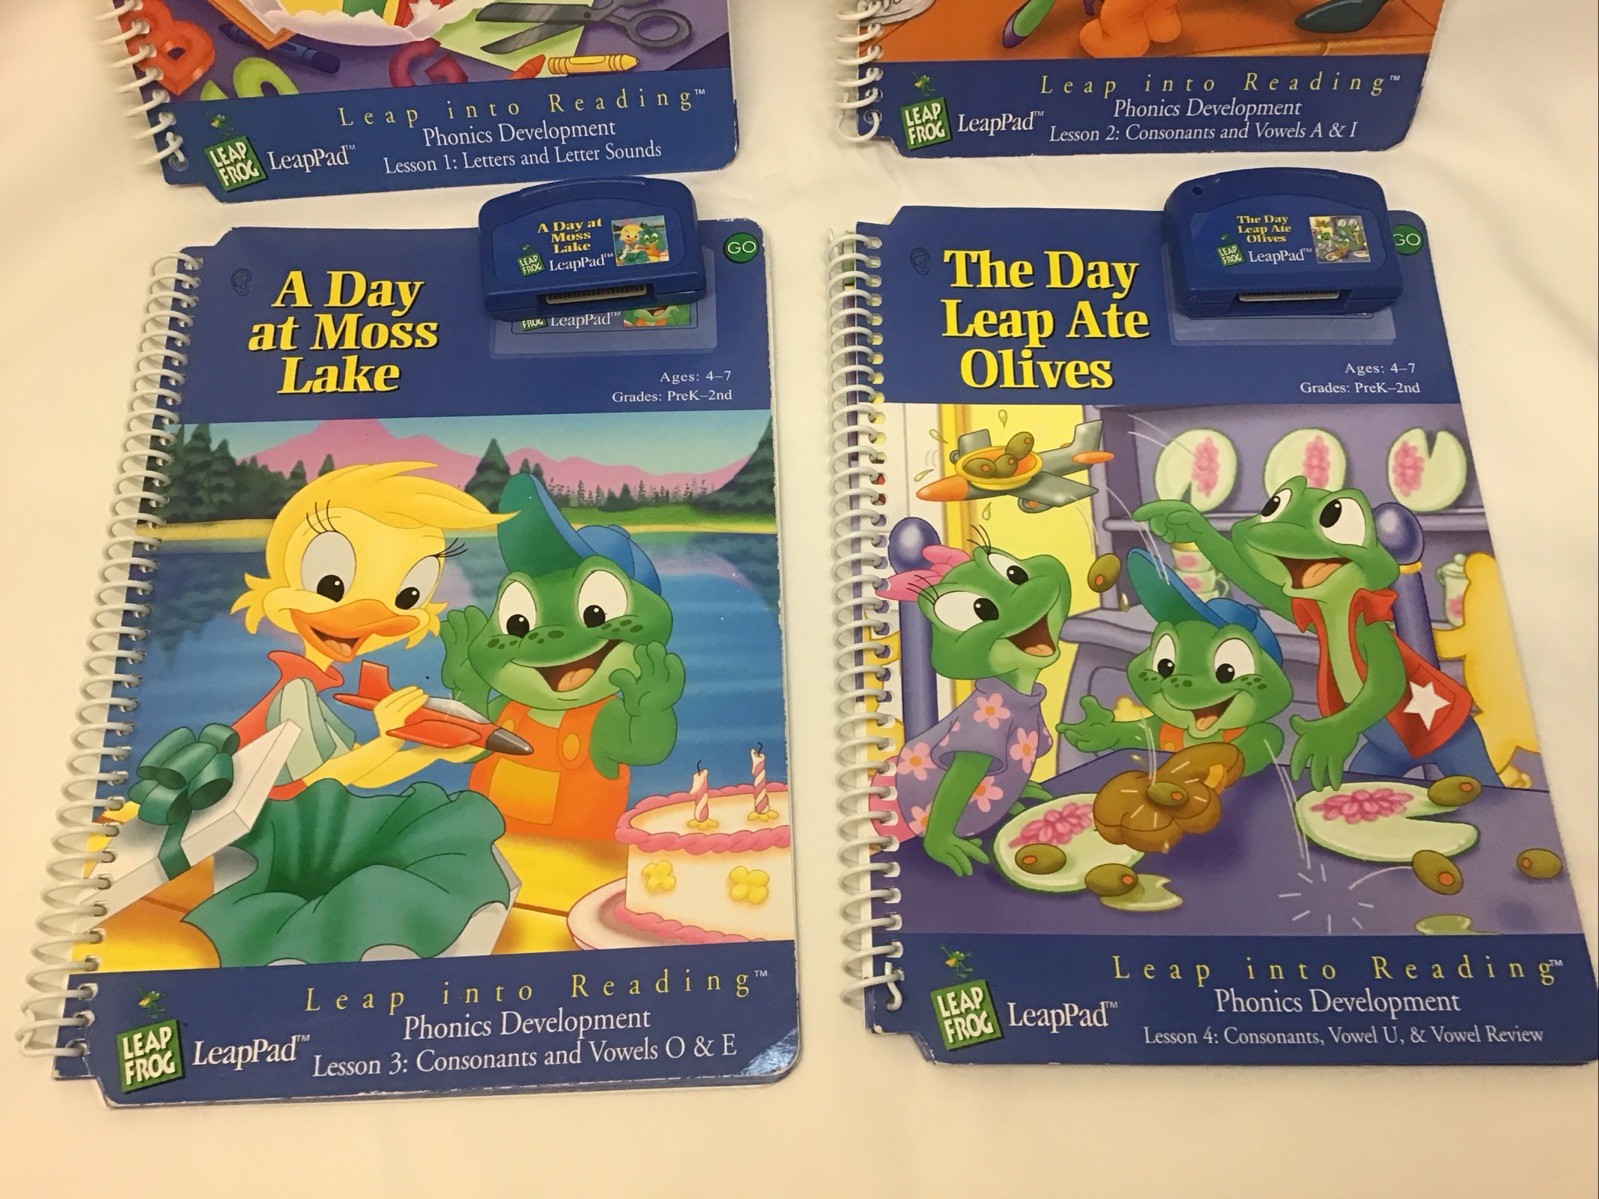 Leap into Reading™
Phonics Development
Lesson 1: Letters and Letter Sounds
LEAP
FROG
LeapPad™
Leap into Reading™
Phonics Development
Lesson 2: Consonants and Vowels A & I
LEAP
FROG
LeapPad™
A Day at
Moss
Lake
LEAP
FROG
LeapPad™
FROG
LeapPad™
GO
A Day
at Moss
Lake
Ages: 4–7
Grades: PreK–2nd
Leap into Reading™
Phonics Development
Lesson 3: Consonants and Vowels O & E
LEAP
FROG
LeapPad™
The Day
Leap Ate
Olives
LEAP
FROG
LeapPad™
GO
The Day
Leap Ate
Olives
Ages: 4–7
Grades: PreK–2nd
Leap into Reading™
Phonics Development
Lesson 4: Consonants, Vowel U, & Vowel Review
LEAP
FROG
LeapPad™